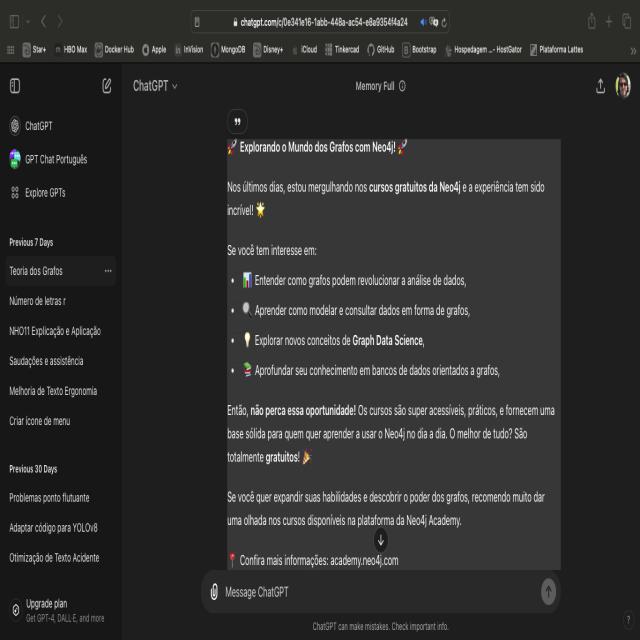 chatgpt.com/c/0e341e16-1abb-448a-ac54-e8a9354f4a24
Star+ HBO Max Docker Hub Apple InVision MongoDB Disney+ iCloud Tinkercad GitHub Bootstrap Hospedagem ...- HostGator Plataforma Lattes
ChatGPT
Memory Full
ChatGPT
GPT Chat Português
Explore GPTs
Previous 7 Days
Teoria dos Grafos
Número de letras r
NHO11 Explicação e Aplicação
Saudações e assistência
Melhoria de Texto Ergonomia
Criar ícone de menu
Previous 30 Days
Problemas ponto flutuante
Adaptar código para YOLOv8
Otimização de Texto Acidente
Upgrade plan
Get GPT-4, DALL·E, and more
🚀 Explorando o Mundo dos Grafos com Neo4j! 🚀
Nos últimos dias, estou mergulhando nos cursos gratuitos da Neo4j e a experiência tem sido
incrível! 🌟
Se você tem interesse em:
• 📊 Entender como grafos podem revolucionar a análise de dados,
• 🔍 Aprender como modelar e consultar dados em forma de grafos,
• 💡 Explorar novos conceitos de Graph Data Science,
• 📚 Aprofundar seu conhecimento em bancos de dados orientados a grafos,
Então, não perca essa oportunidade! Os cursos são super acessíveis, práticos, e fornecem uma
base sólida para quem quer aprender a usar o Neo4j no dia a dia. O melhor de tudo? São
totalmente gratuitos! 🎉
Se você quer expandir suas habilidades e descobrir o poder dos grafos, recomendo muito dar
uma olhada nos cursos disponíveis na plataforma da Neo4j Academy.
📍 Confira mais informações: academy.neo4j.com
Message ChatGPT
ChatGPT can make mistakes. Check important info.
?